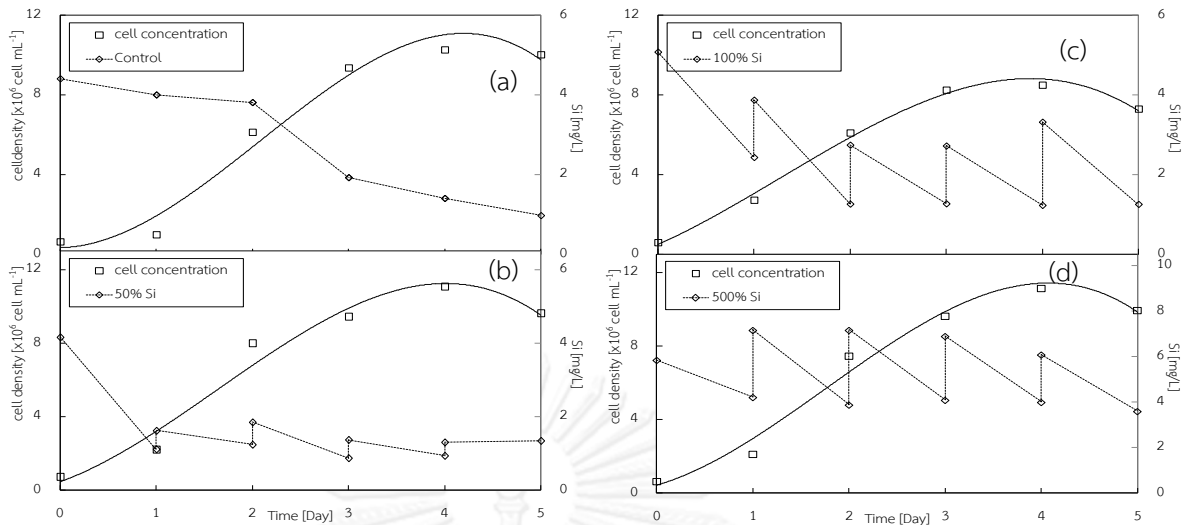 12
8
4
0
celldensity [x10⁶ cell mL⁻¹]
cell concentration
Control
(a)
6
4
2
0
Si [mg/L]
12
8
4
0
cell density [x10⁶ cell mL⁻¹]
cell concentration
50% Si
(b)
6
4
2
0
Si [mg/L]
0 1 2 3 4 5
Time [Day]
12
8
4
0
cell density [x10⁶ cell mL⁻¹]
cell concentration
100% Si
(c)
6
5
4
3
2
1
0
Si [mg/L]
12
8
4
0
cell density [x10⁶ cell mL⁻¹]
cell concentration
500% Si
(d)
10
8
6
4
2
0
Si [mg/L]
0 1 2 3 4 5
Time [Day]